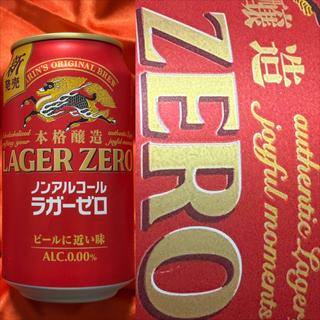 新
発売
KIRIN'S ORIGINAL BREW
本格醸造
LAGER ZERO
ノンアルコール
ラガーゼロ
ビールに近い味
ALC.0.00%
醸造
ZERO
authentic Lager
joyful moments